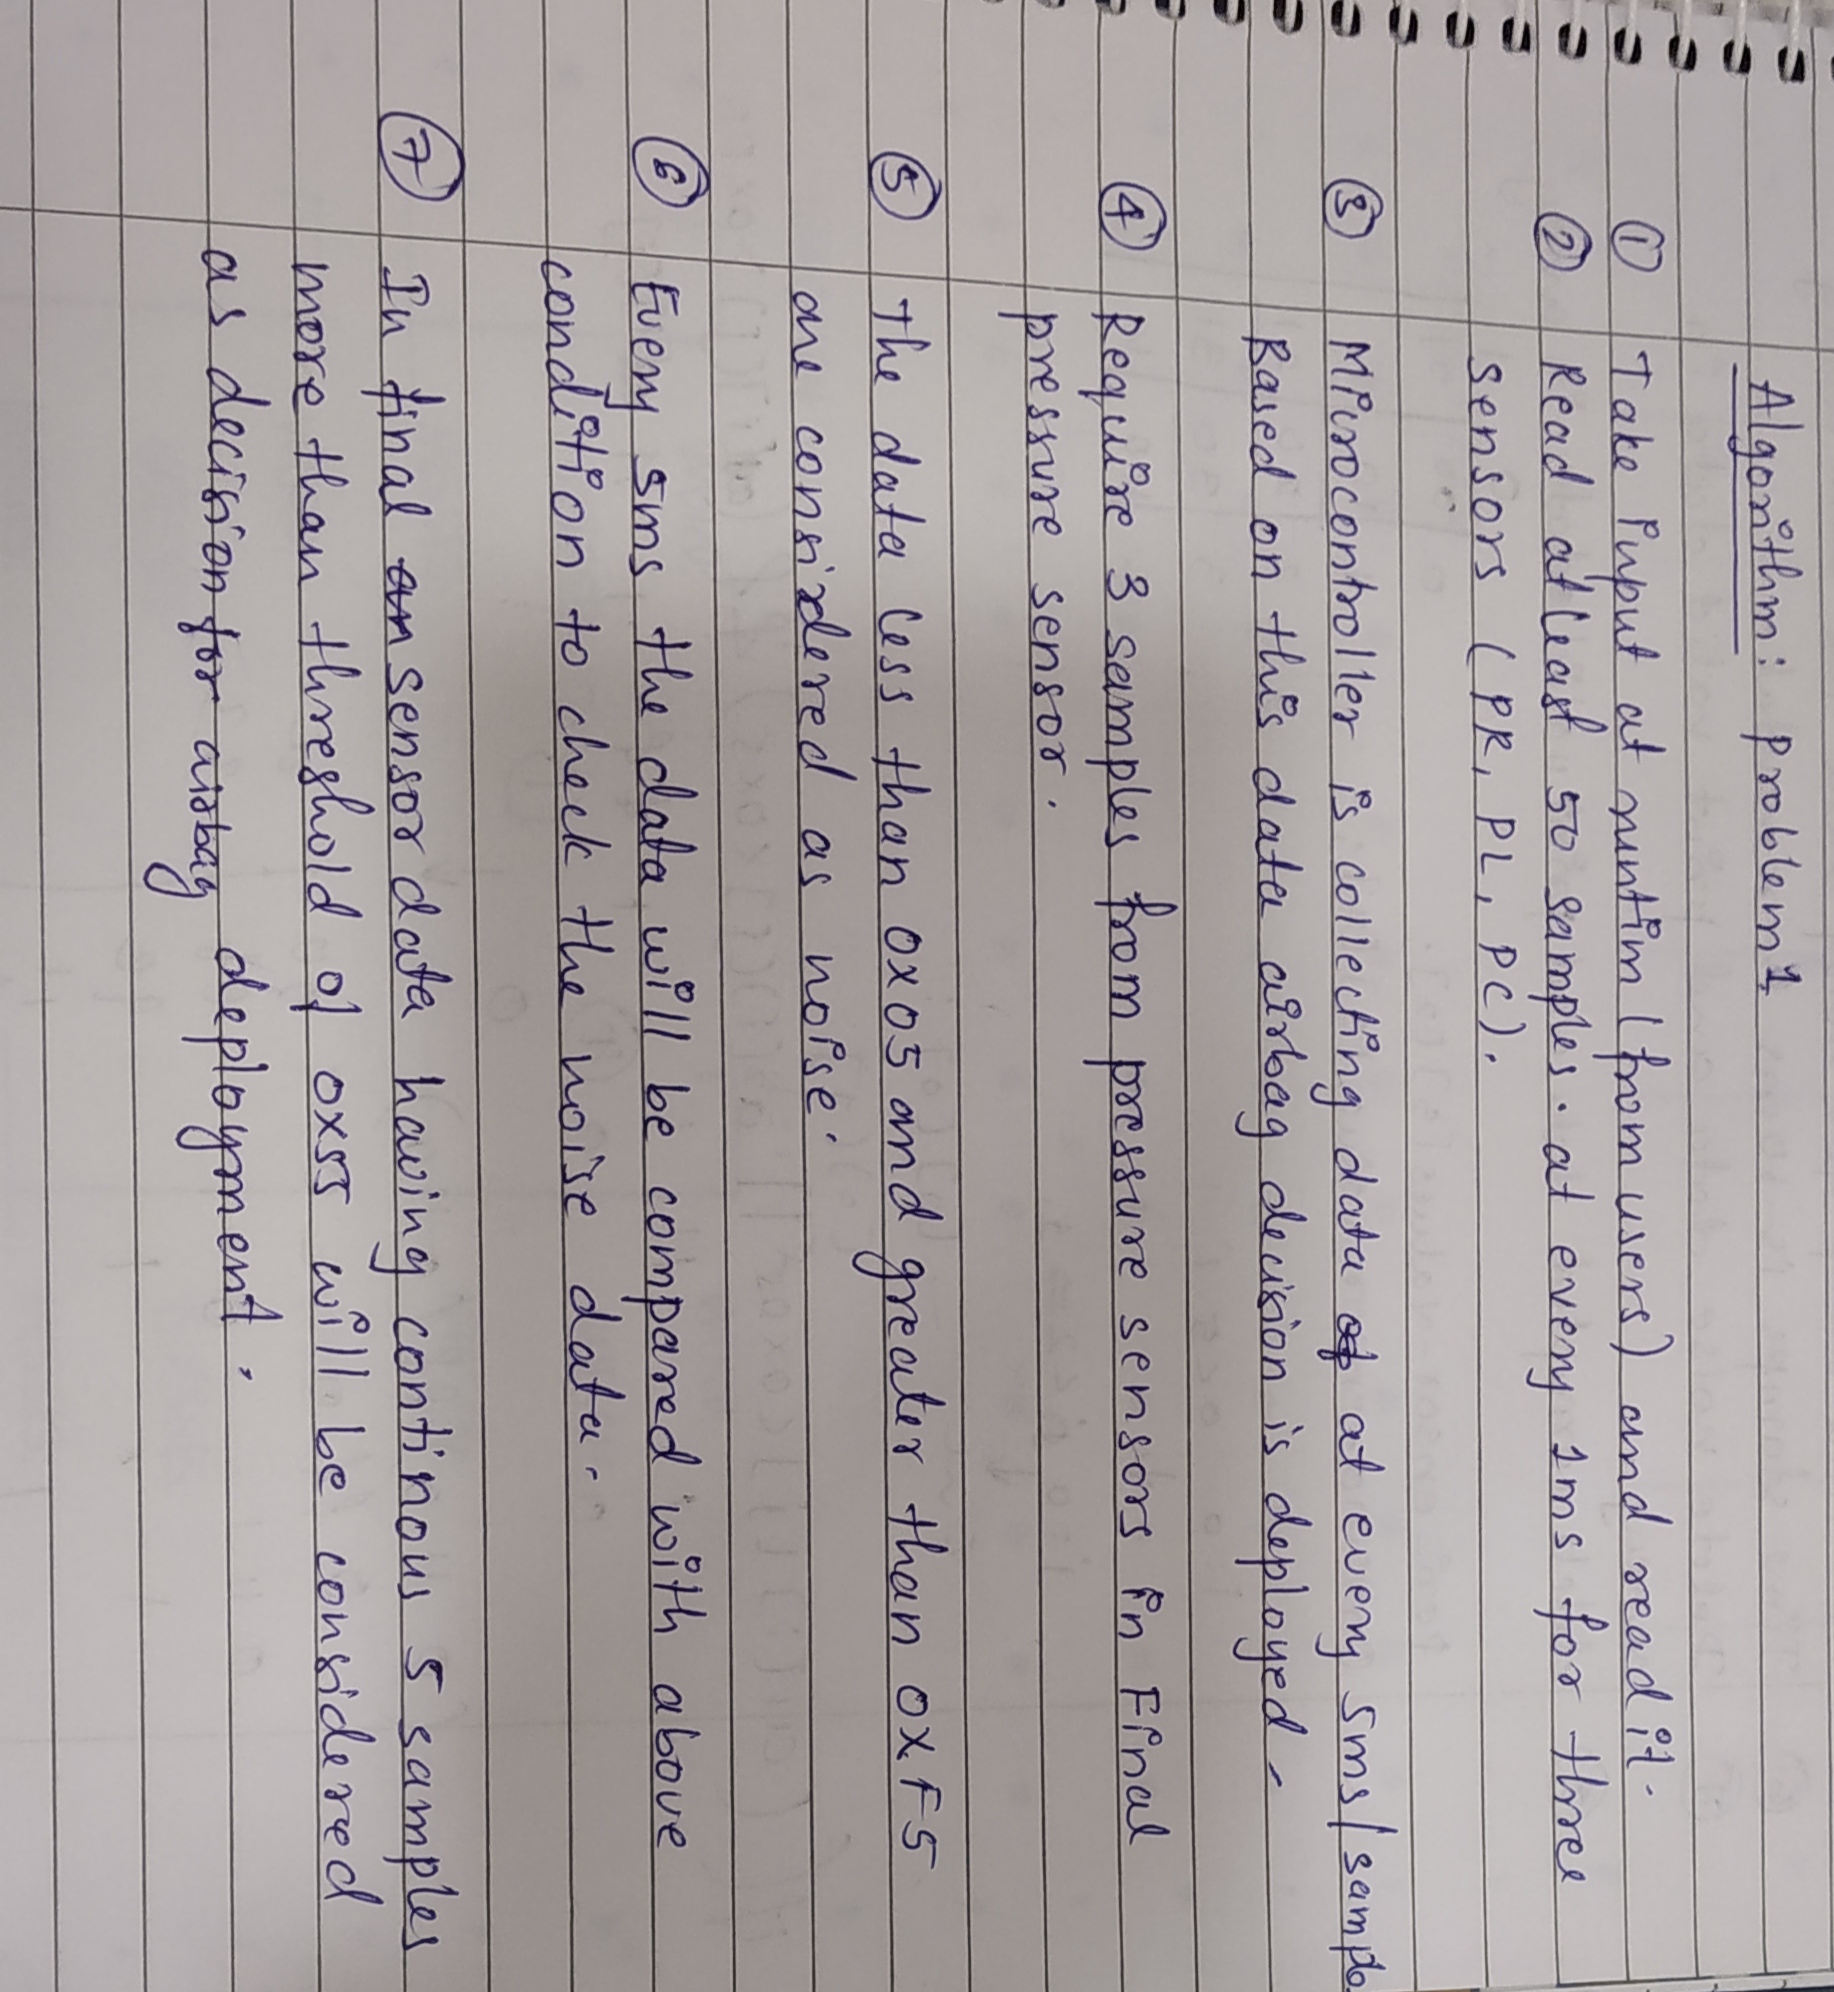 Algorithm: problem 1
① Take input at runtim (from users) and read it.
② Read atleast 50 samples. at every 1ms for three
sensors (PR, PL, PC).
③ Microcontroller is collecting data of at every 5ms/sample
Based on this data airbag decision is deployed.
④ Require 3 samples from pressure sensors in Final
pressure sensor.
⑤ The data less than 0x05 and greater than 0xF5
are considered as noise.
⑥ Every 5ms the data will be compared with above
condition to check the noise data.
⑦ In final an sensor data having continous 5 samples
more than threshold of 0x55 will be considered
as decision for airbag deployment.